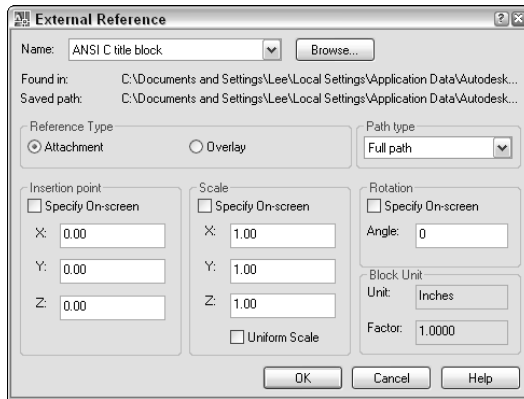 External Reference
Name: ANSI C title block Browse...
Found in: C:\Documents and Settings\Lee\Local Settings\Application Data\Autodesk...
Saved path: C:\Documents and Settings\Lee\Local Settings\Application Data\Autodesk...
Reference Type
Attachment Overlay
Path type
Full path
Insertion point
Specify On-screen
X: 0.00
Y: 0.00
Z: 0.00
Scale
Specify On-screen
X: 1.00
Y: 1.00
Z: 1.00
Uniform Scale
Rotation
Specify On-screen
Angle: 0
Block Unit
Unit: Inches
Factor: 1.0000
OK Cancel Help